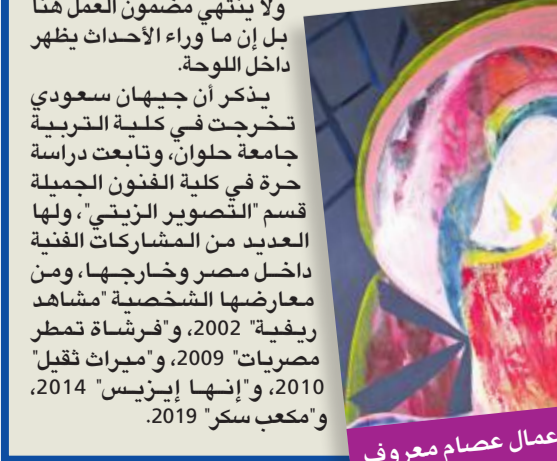 ولا ينتهي مضمون العمل هنا
بل إن ما وراء الأحداث يظهر
داخل اللوحة.
يذكر أن جيهان سعودي
تخرجت في كلية التربية
جامعة حلوان، وتابعت دراسة
حرة في كلية الفنون الجميلة
قسم "التصوير الزيتي"، ولها
العديد من المشاركات الفنية
داخل مصر وخارجها، ومن
معارضها الشخصية "مشاهد
ريفية" 2002، و"فرشاة تمطر
مصريات" 2009، و"ميراث ثقيل"
2010، و"إنها إيزيس" 2014،
و"مكعب سكر" 2019.
عمال عصام معروف